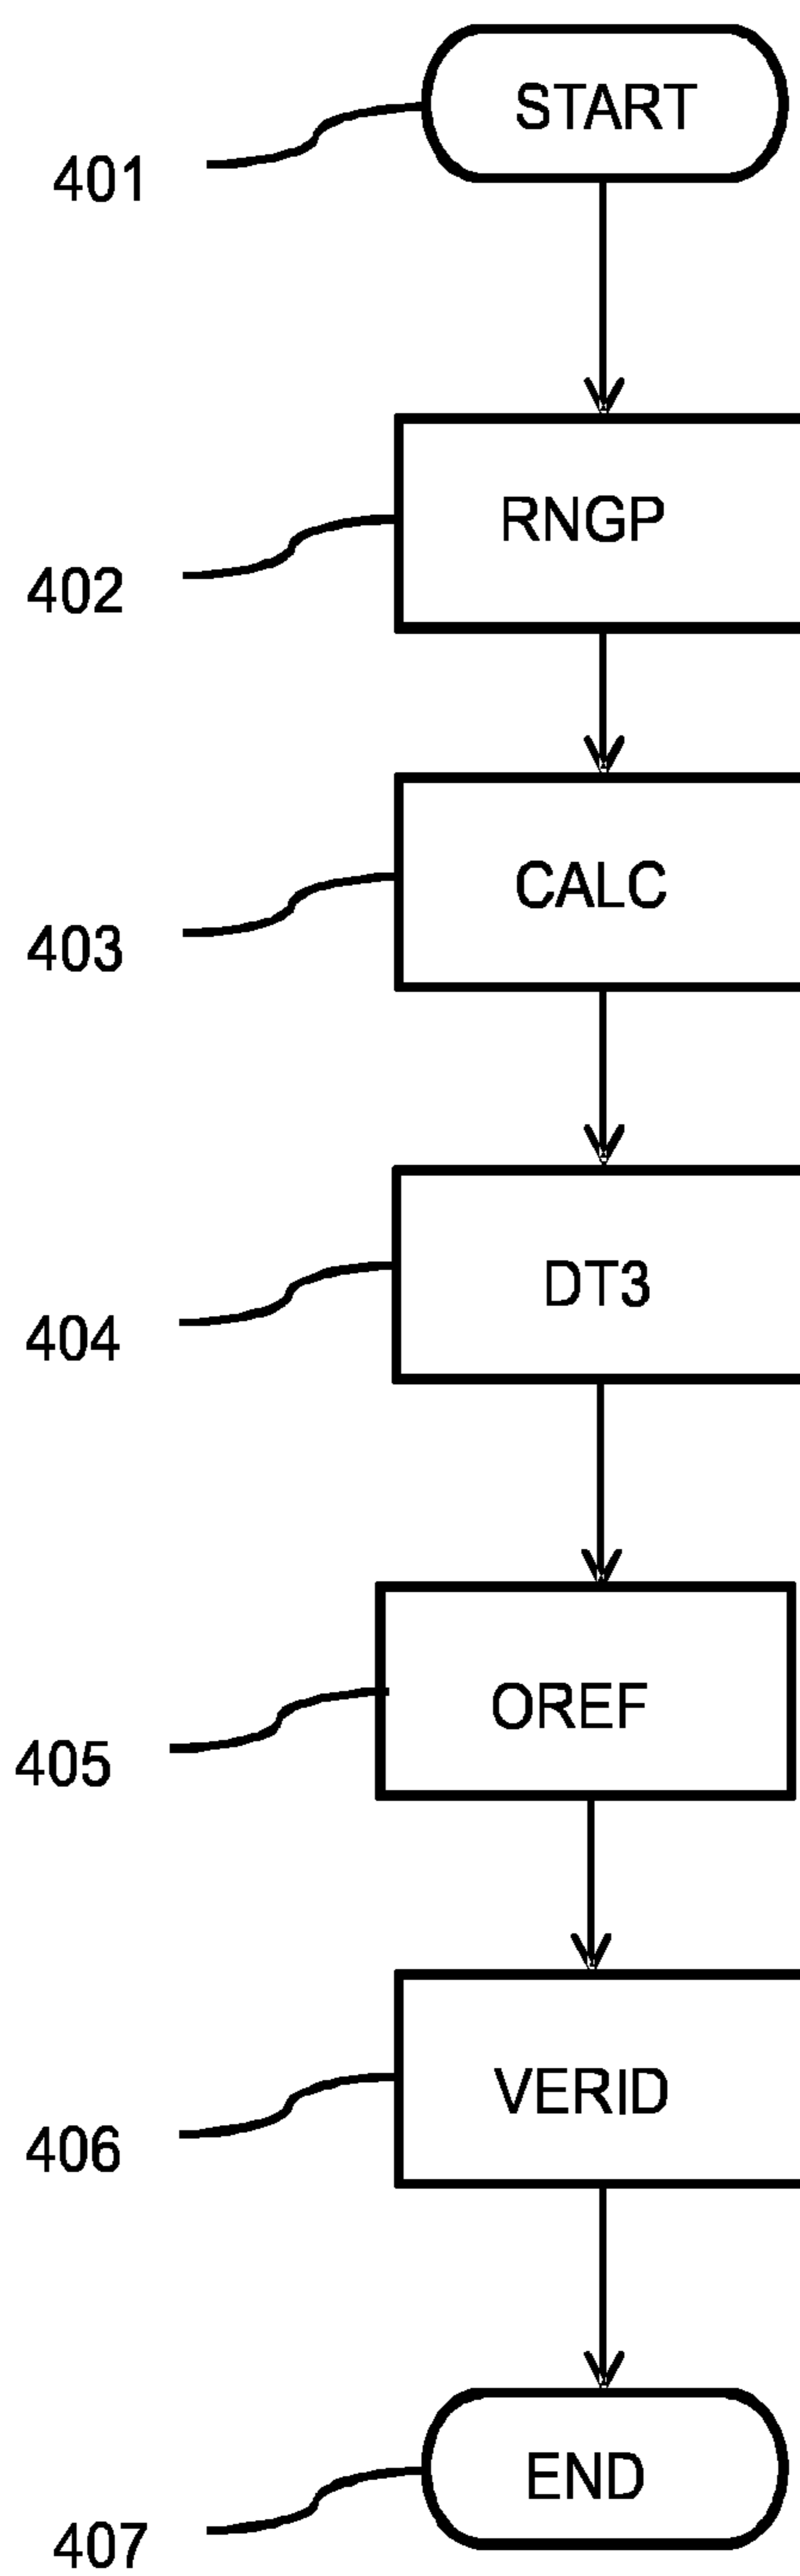 START
401
RNGP
402
CALC
403
DT3
404
OREF
405
VERID
406
END
407